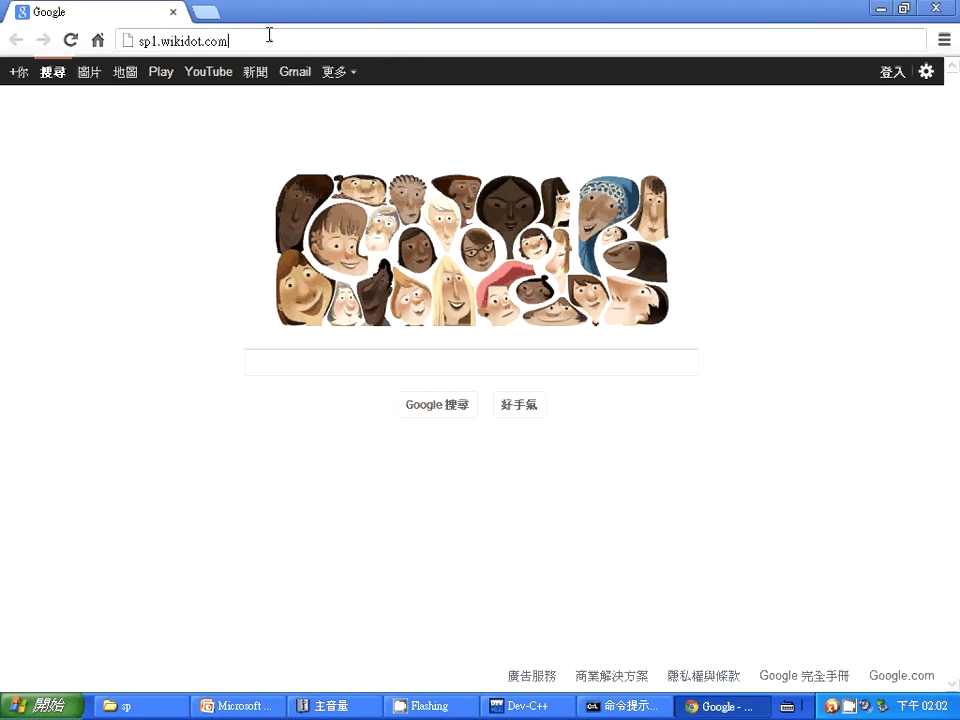 Google
sp1.wikidot.com
+你 搜尋 圖片 地圖 Play YouTube 新聞 Gmail 更多 登入
Google 搜尋 好手氣
廣告服務 商業解決方案 隱私權與條款 Google 完全手冊 Google.com
開始 sp Microsoft ... 主音量 Flashing Dev-C++ 命令提示... Google - ... 下午 02:02